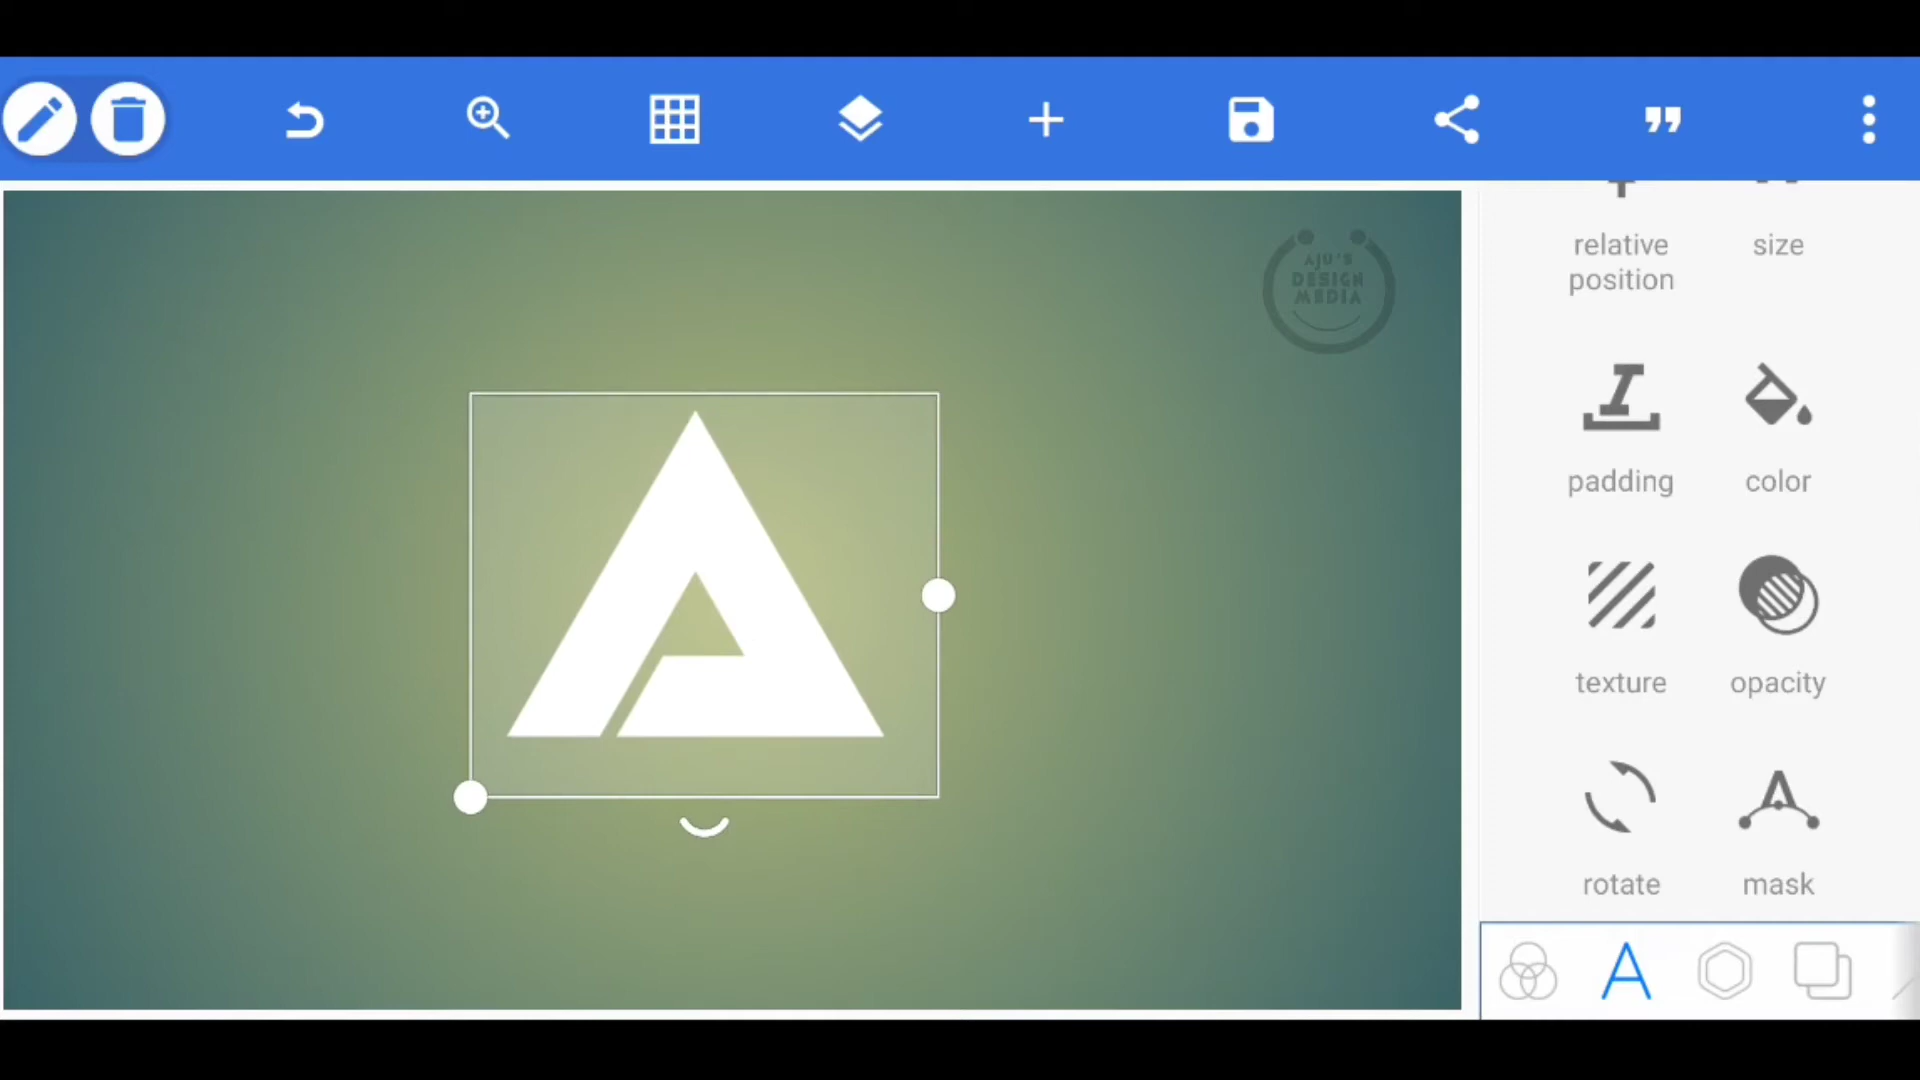 AJU'S
DESIGN
MEDIA
relative
position
size
padding
color
texture
opacity
rotate
mask